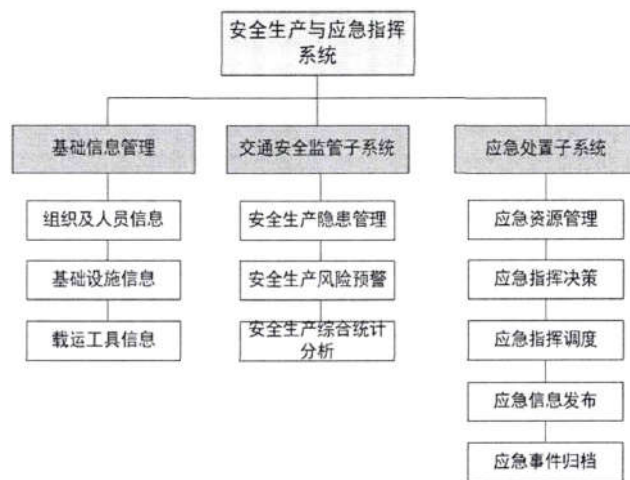 安全生产与应急指挥
系统
基础信息管理
交通安全监管子系统
应急处置子系统
组织及人员信息
安全生产隐患管理
应急资源管理
基础设施信息
安全生产风险预警
应急指挥决策
载运工具信息
安全生产综合统计
分析
应急指挥调度
应急信息发布
应急事件归档